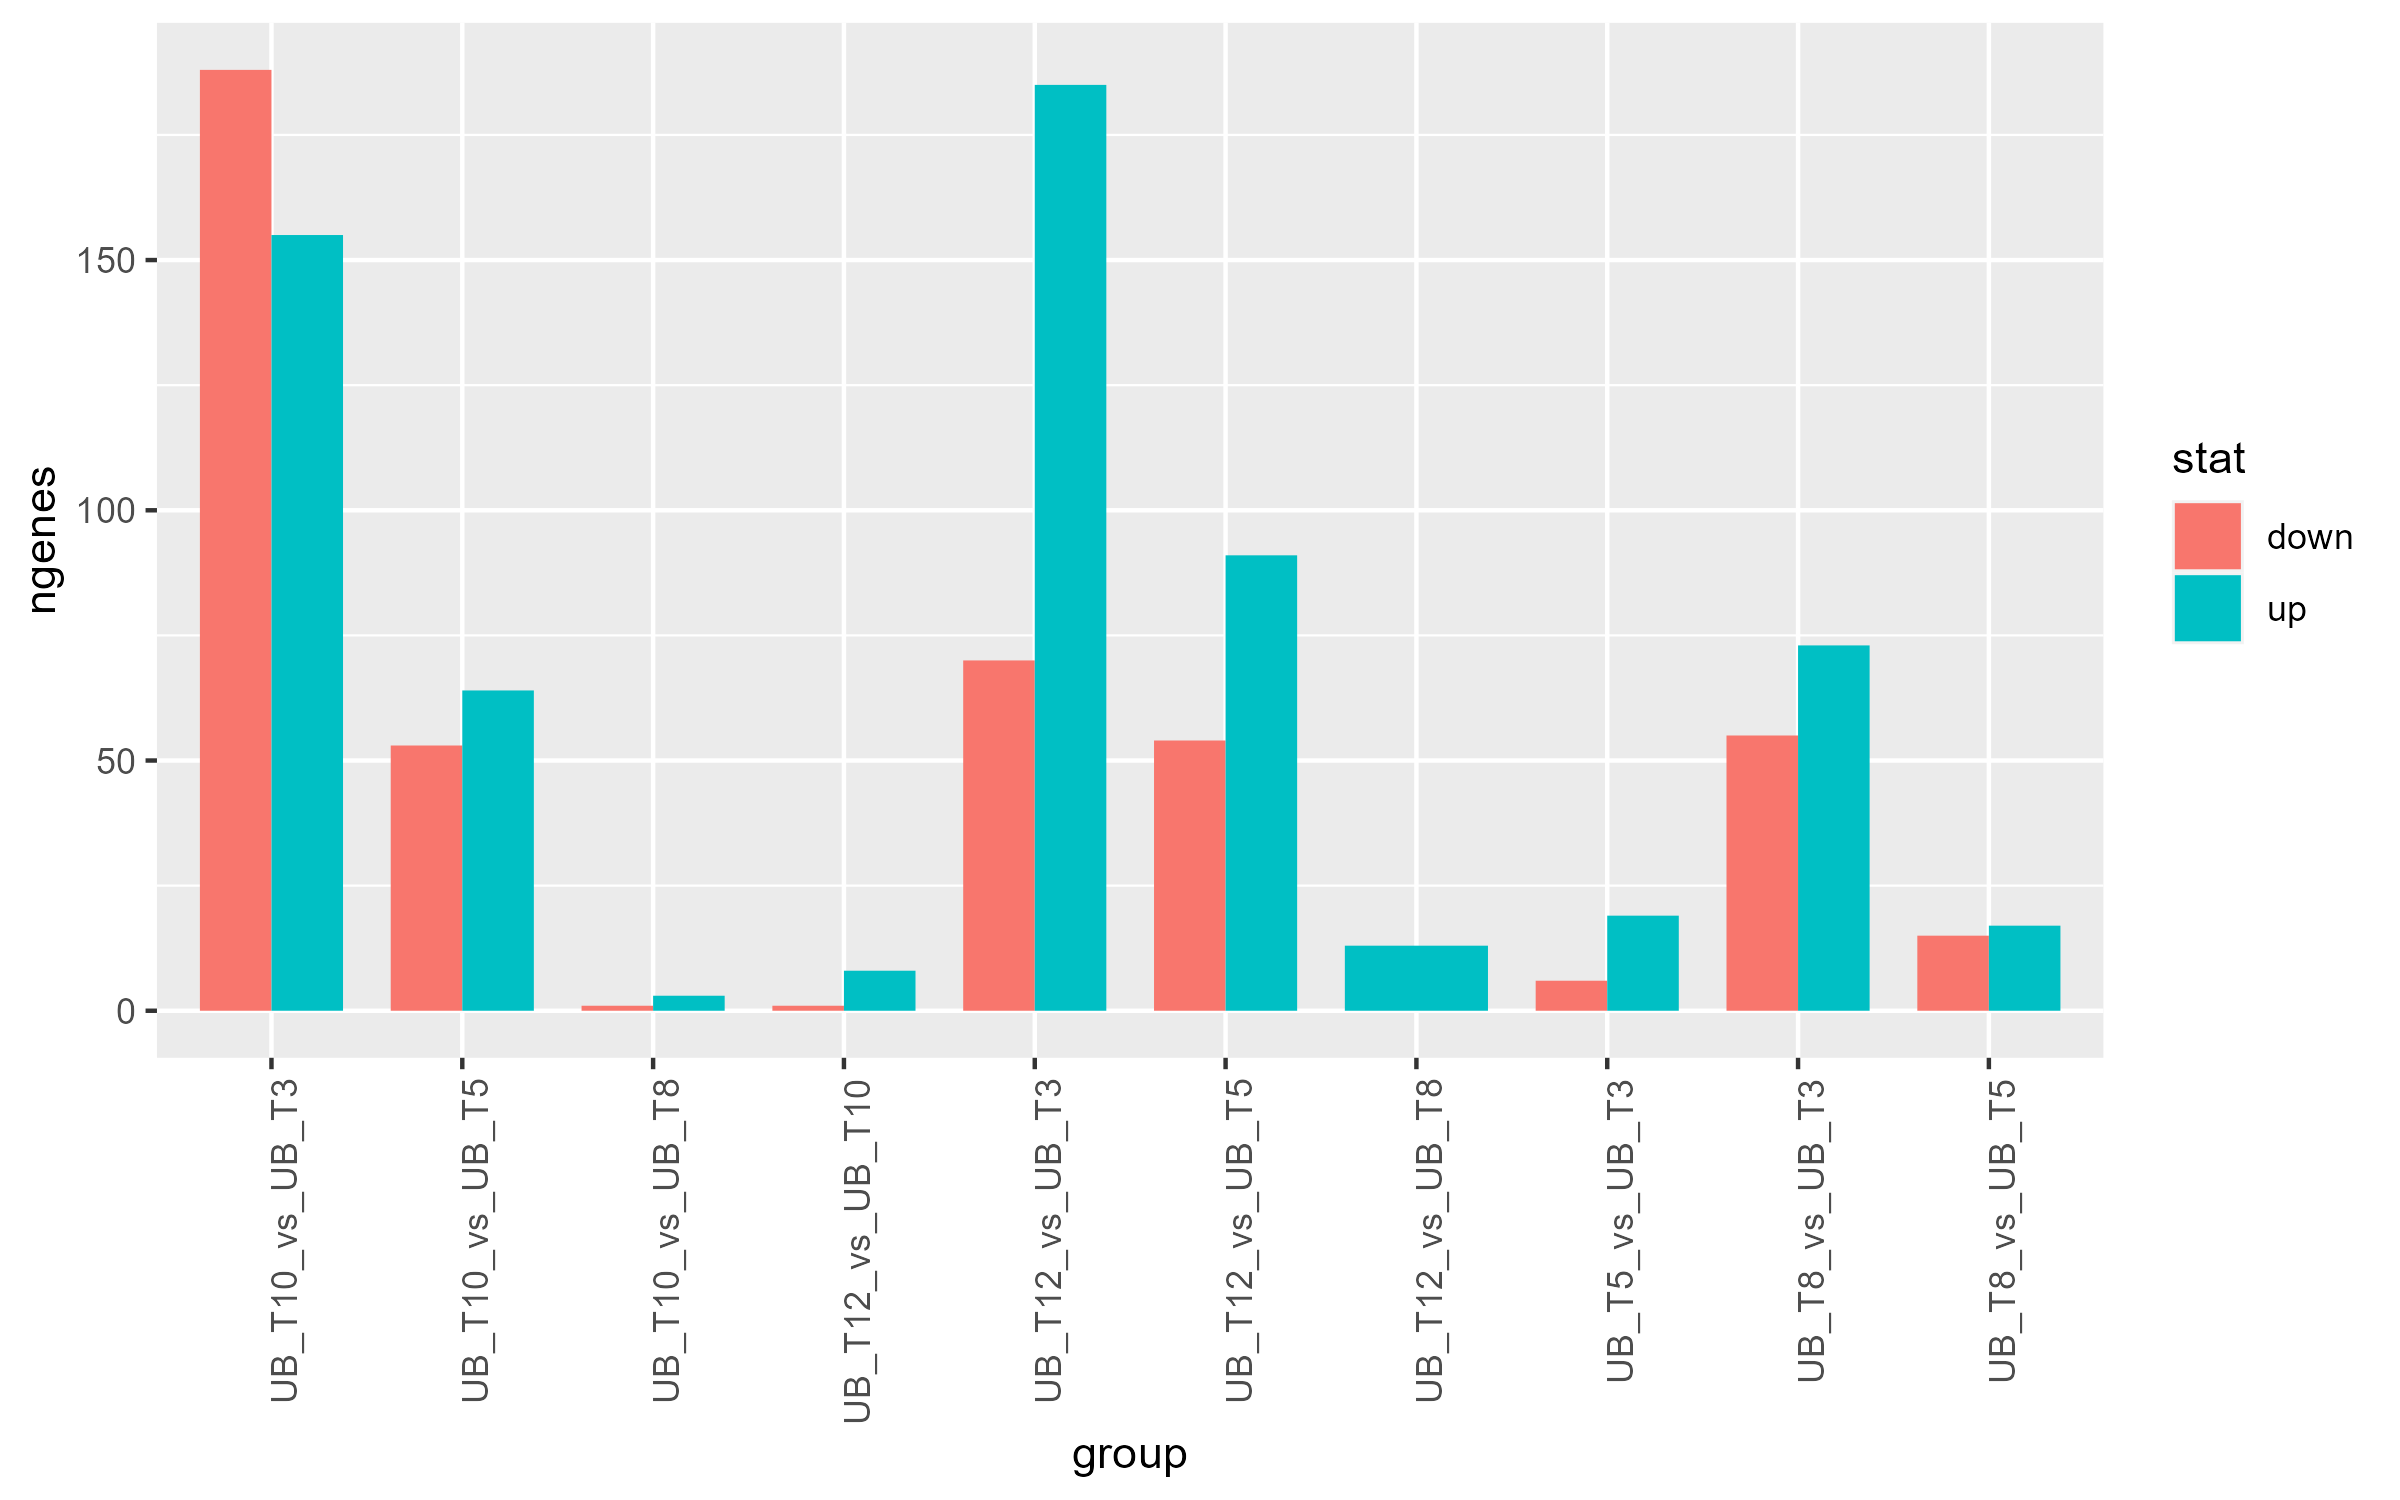 ngenes
150
100
50
0
UB_T10_vs_UB_T3
UB_T10_vs_UB_T5
UB_T10_vs_UB_T8
UB_T12_vs_UB_T10
UB_T12_vs_UB_T3
UB_T12_vs_UB_T5
UB_T12_vs_UB_T8
UB_T5_vs_UB_T3
UB_T8_vs_UB_T3
UB_T8_vs_UB_T5
group
stat
down
up